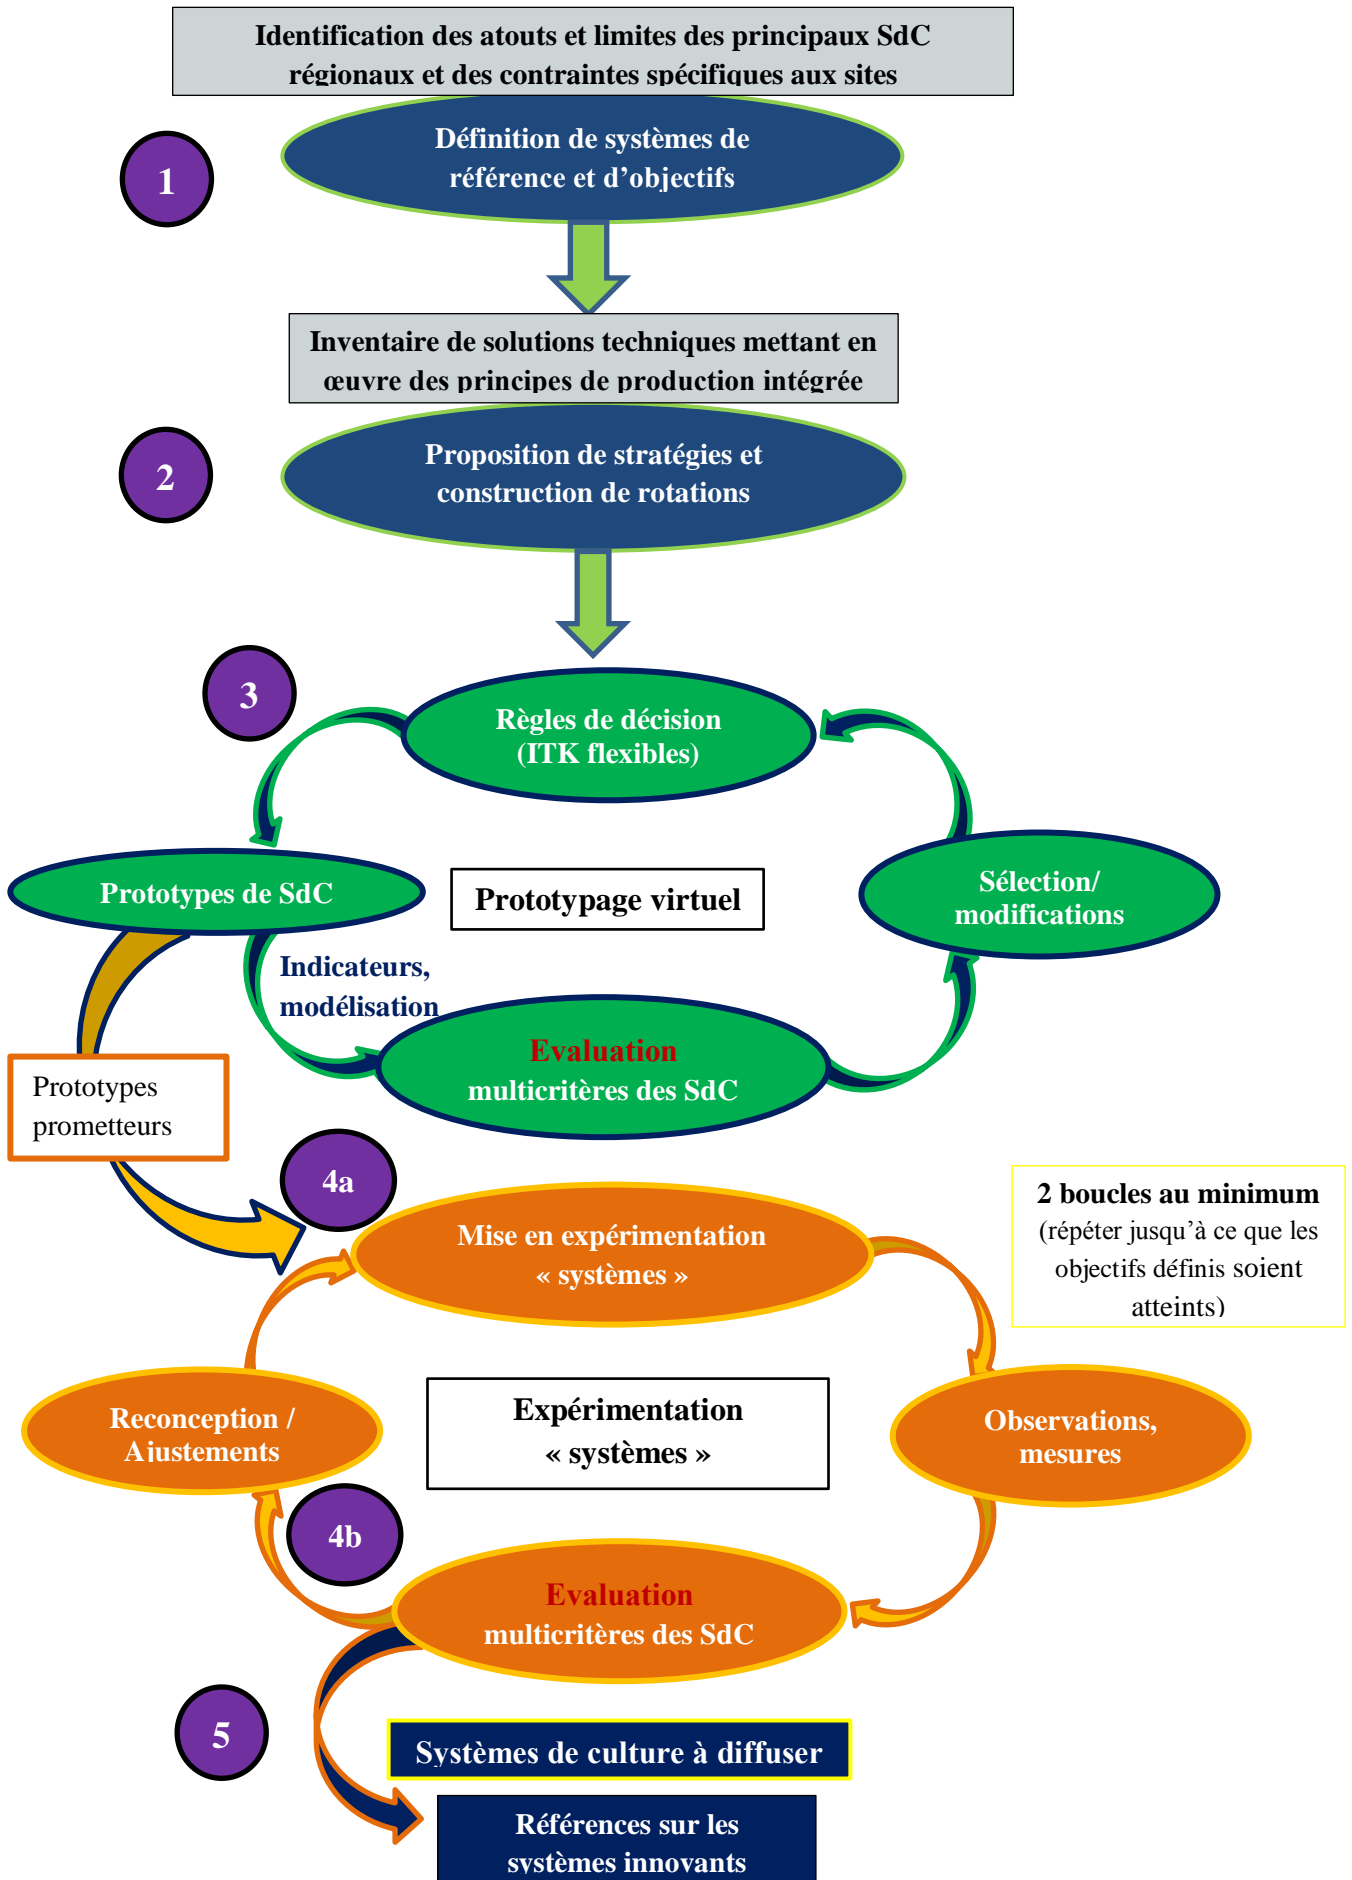 Identification des atouts et limites des principaux SdC
régionaux et des contraintes spécifiques aux sites
Définition de systèmes de
référence et d’objectifs
1
Inventaire de solutions techniques mettant en
œuvre des principes de production intégrée
Proposition de stratégies et
construction de rotations
2
3
Règles de décision
(ITK flexibles)
Prototypes de SdC
Prototypage virtuel
Sélection/
modifications
Indicateurs,
modélisation
Evaluation
multicritères des SdC
Prototypes
prometteurs
4a
Mise en expérimentation
« systèmes »
2 boucles au minimum
(répéter jusqu’à ce que les
objectifs définis soient
atteints)
Reconception /
Ajustements
Expérimentation
« systèmes »
Observations,
mesures
4b
Evaluation
multicritères des SdC
5
Systèmes de culture à diffuser
Références sur les
systèmes innovants